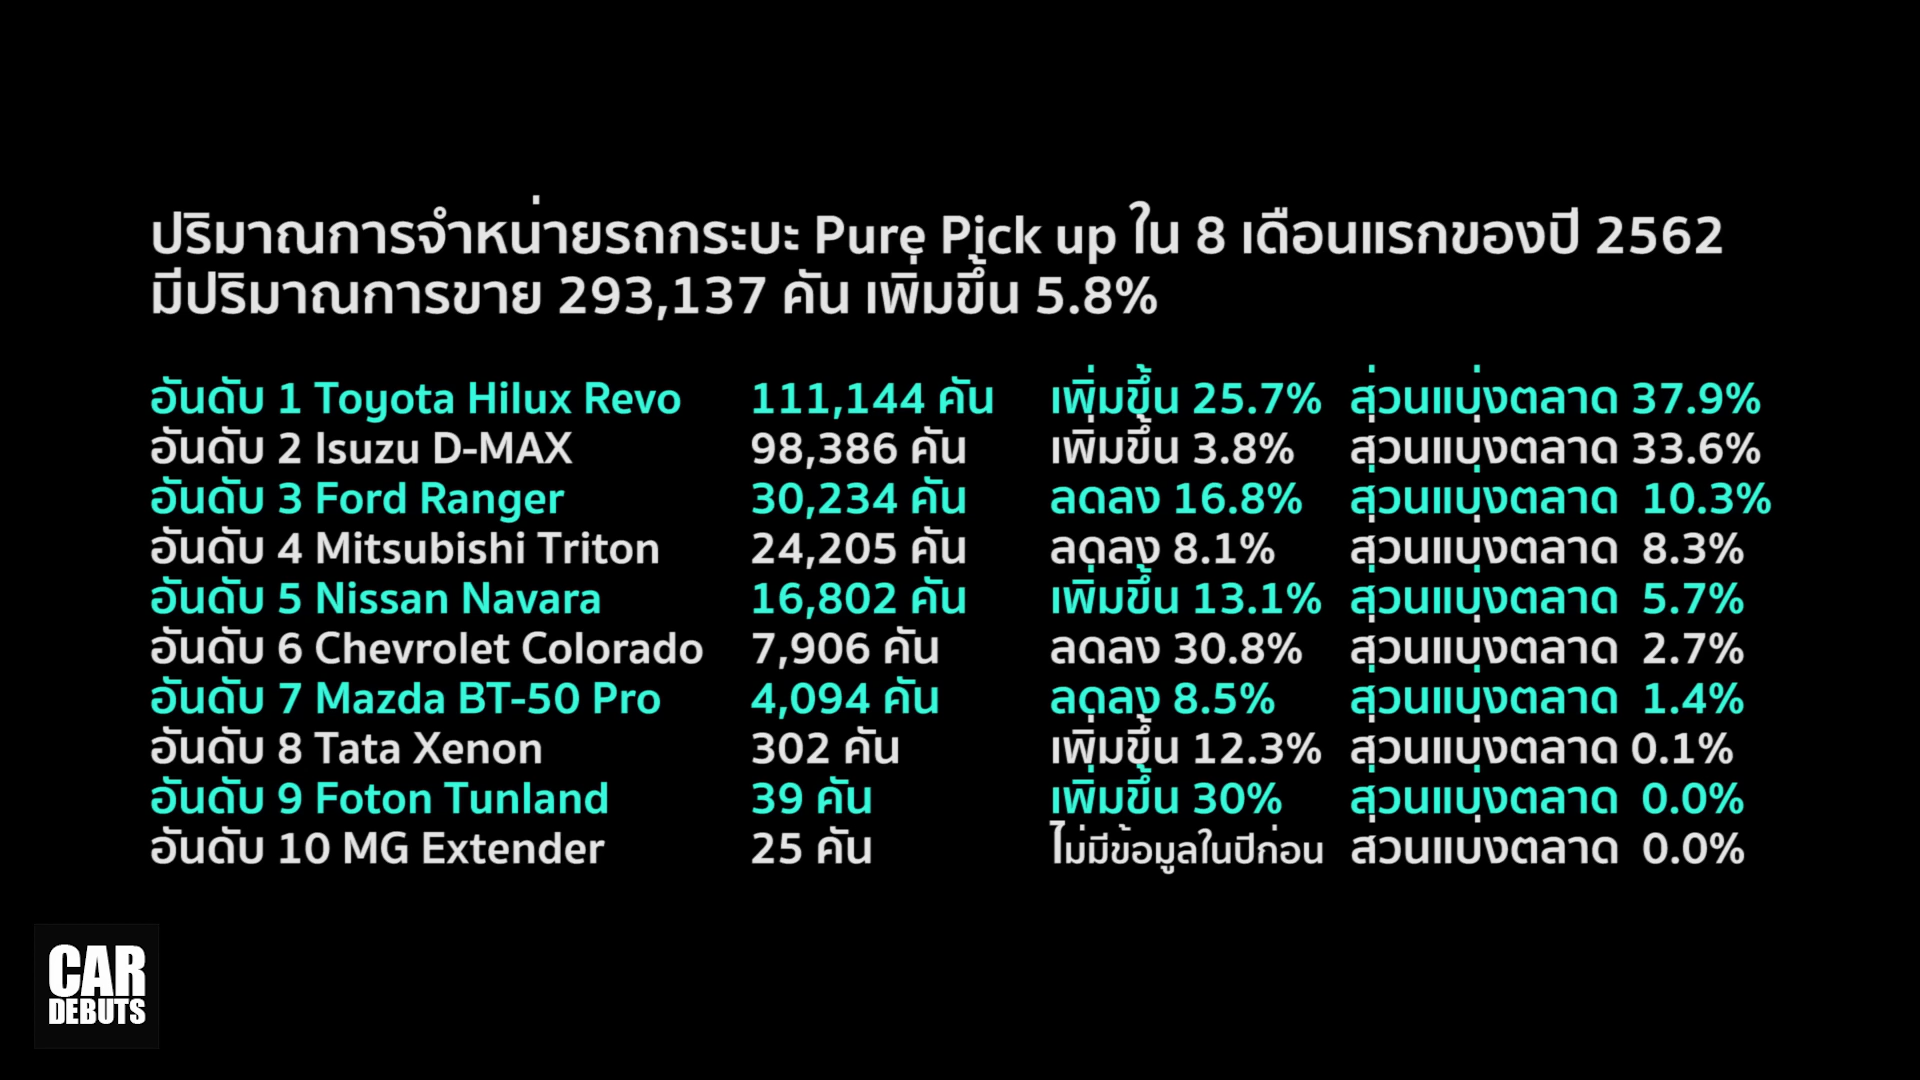 ปริมาณการจำหน่ายรถกระบะ Pure Pick up ใน 8 เดือนแรกของปี 2562
มีปริมาณการขาย 293,137 คัน เพิ่มขึ้น 5.8%
อันดับ 1 Toyota Hilux Revo 111,144 คัน เพิ่มขึ้น 25.7% ส่วนแบ่งตลาด 37.9%
อันดับ 2 Isuzu D-MAX 98,386 คัน เพิ่มขึ้น 3.8% ส่วนแบ่งตลาด 33.6%
อันดับ 3 Ford Ranger 30,234 คัน ลดลง 16.8% ส่วนแบ่งตลาด 10.3%
อันดับ 4 Mitsubishi Triton 24,205 คัน ลดลง 8.1% ส่วนแบ่งตลาด 8.3%
อันดับ 5 Nissan Navara 16,802 คัน เพิ่มขึ้น 13.1% ส่วนแบ่งตลาด 5.7%
อันดับ 6 Chevrolet Colorado 7,906 คัน ลดลง 30.8% ส่วนแบ่งตลาด 2.7%
อันดับ 7 Mazda BT-50 Pro 4,094 คัน ลดลง 8.5% ส่วนแบ่งตลาด 1.4%
อันดับ 8 Tata Xenon 302 คัน เพิ่มขึ้น 12.3% ส่วนแบ่งตลาด 0.1%
อันดับ 9 Foton Tunland 39 คัน เพิ่มขึ้น 30% ส่วนแบ่งตลาด 0.0%
อันดับ 10 MG Extender 25 คัน ไม่มีข้อมูลในปีก่อน ส่วนแบ่งตลาด 0.0%
CAR
DEBUTS